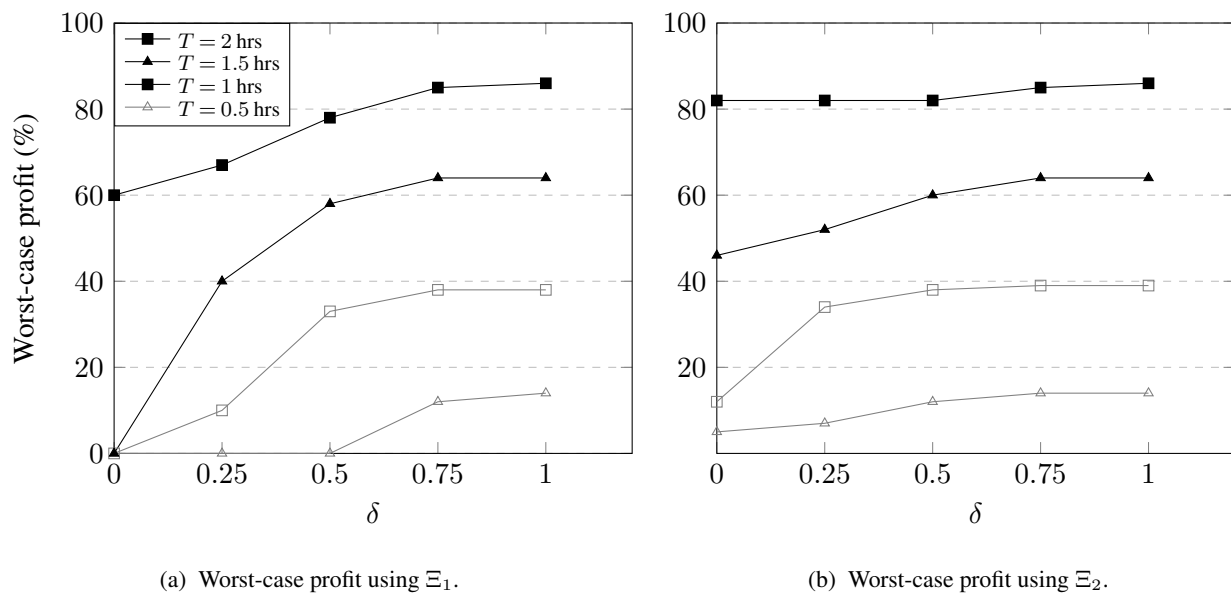 100
80
60
40
20
0
Worst-case profit (%)
T = 2 hrs
T = 1.5 hrs
T = 1 hrs
T = 0.5 hrs
0 0.25 0.5 0.75 1
δ
(a) Worst-case profit using Ξ₁.
100
80
60
40
20
0 0.25 0.5 0.75 1
δ
(b) Worst-case profit using Ξ₂.